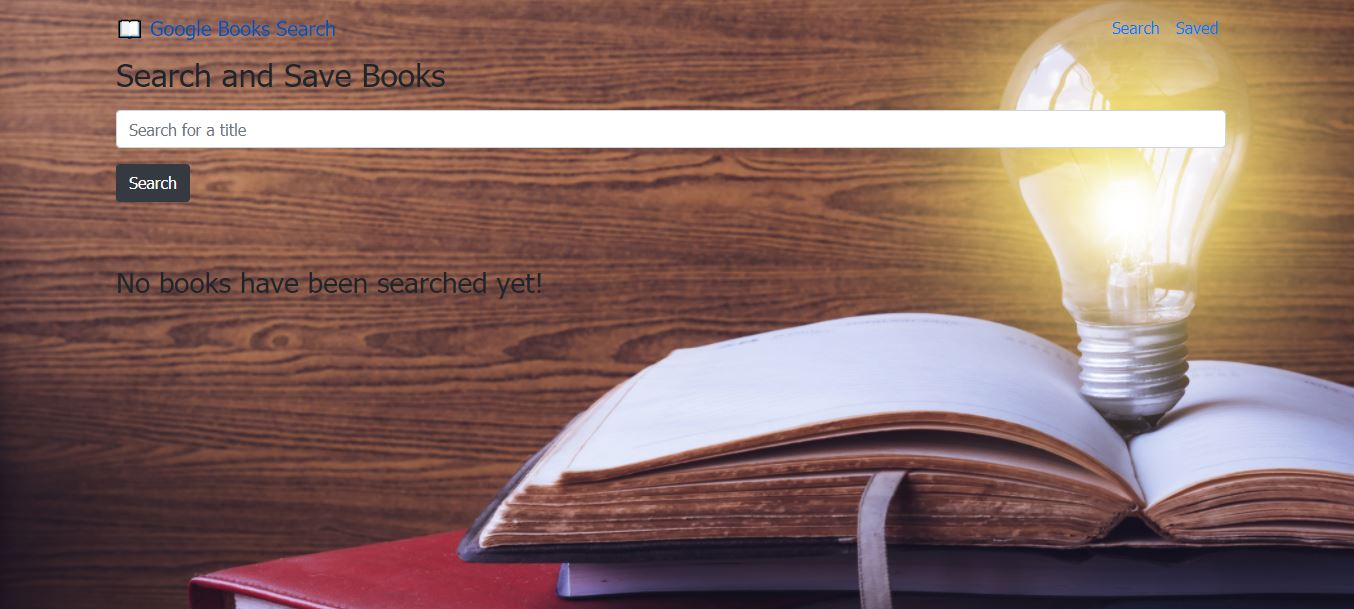 Google Books Search
Search Saved
Search and Save Books
Search for a title
Search
No books have been searched yet!